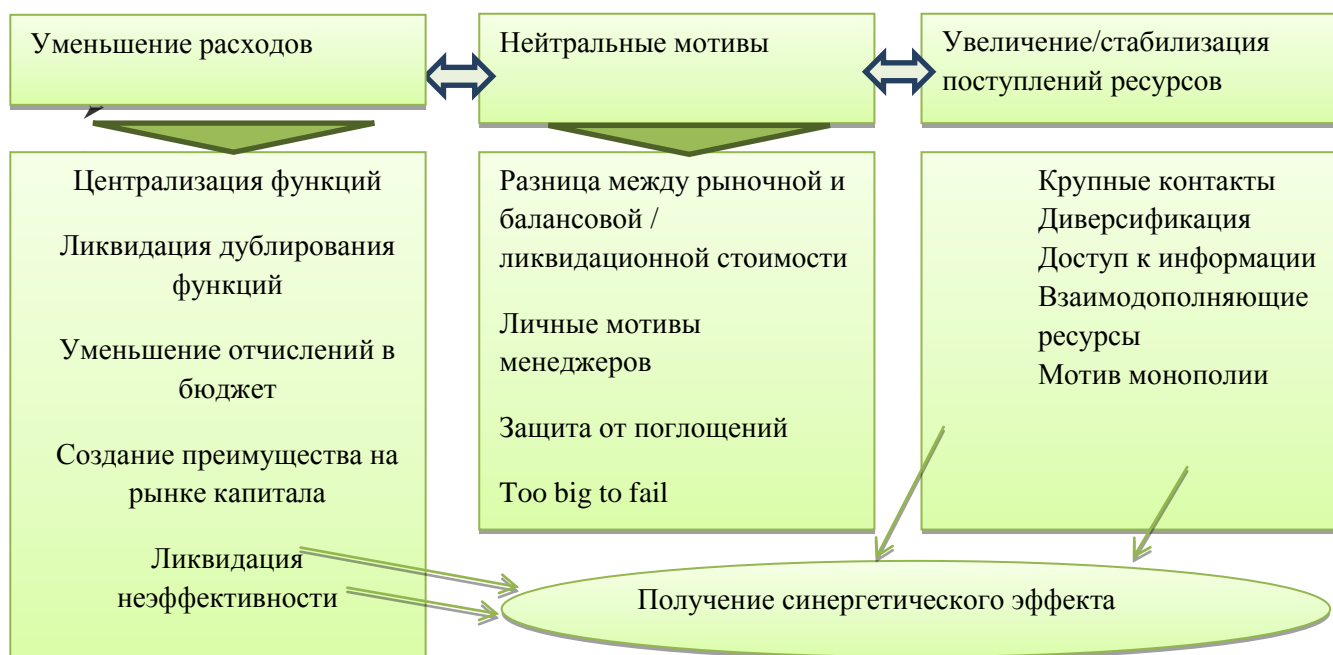 Уменьшение расходов
Нейтральные мотивы
Увеличение/стабилизация
поступлений ресурсов
Централизация функций
Ликвидация дублирования
функций
Уменьшение отчислений в
бюджет
Создание преимущества на
рынке капитала
Ликвидация
неэффективности
Разница между рыночной и
балансовой /
ликвидационной стоимости
Личные мотивы
менеджеров
Защита от поглощений
Too big to fail
Крупные контакты
Диверсификация
Доступ к информации
Взаимодополняющие
ресурсы
Мотив монополии
Получение синергетического эффекта